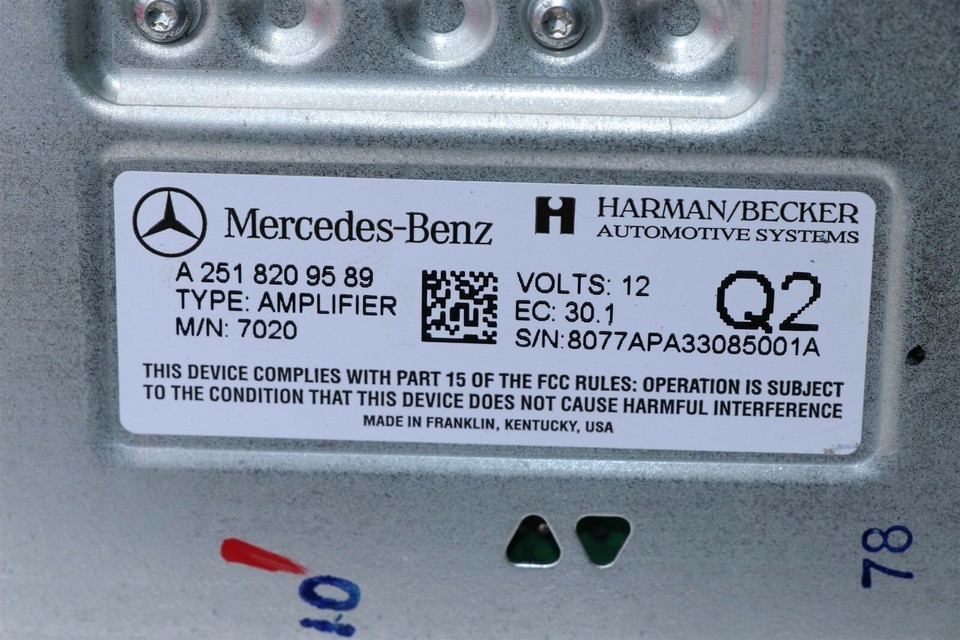 Mercedes-Benz
HARMAN/BECKER
AUTOMOTIVE SYSTEMS
A 251 820 95 89
TYPE: AMPLIFIER
M/N: 7020
VOLTS: 12
EC: 30.1
S/N:8077APA33085001A
Q2
THIS DEVICE COMPLIES WITH PART 15 OF THE FCC RULES: OPERATION IS SUBJECT
TO THE CONDITION THAT THIS DEVICE DOES NOT CAUSE HARMFUL INTERFERENCE
MADE IN FRANKLIN, KENTUCKY, USA
10
78